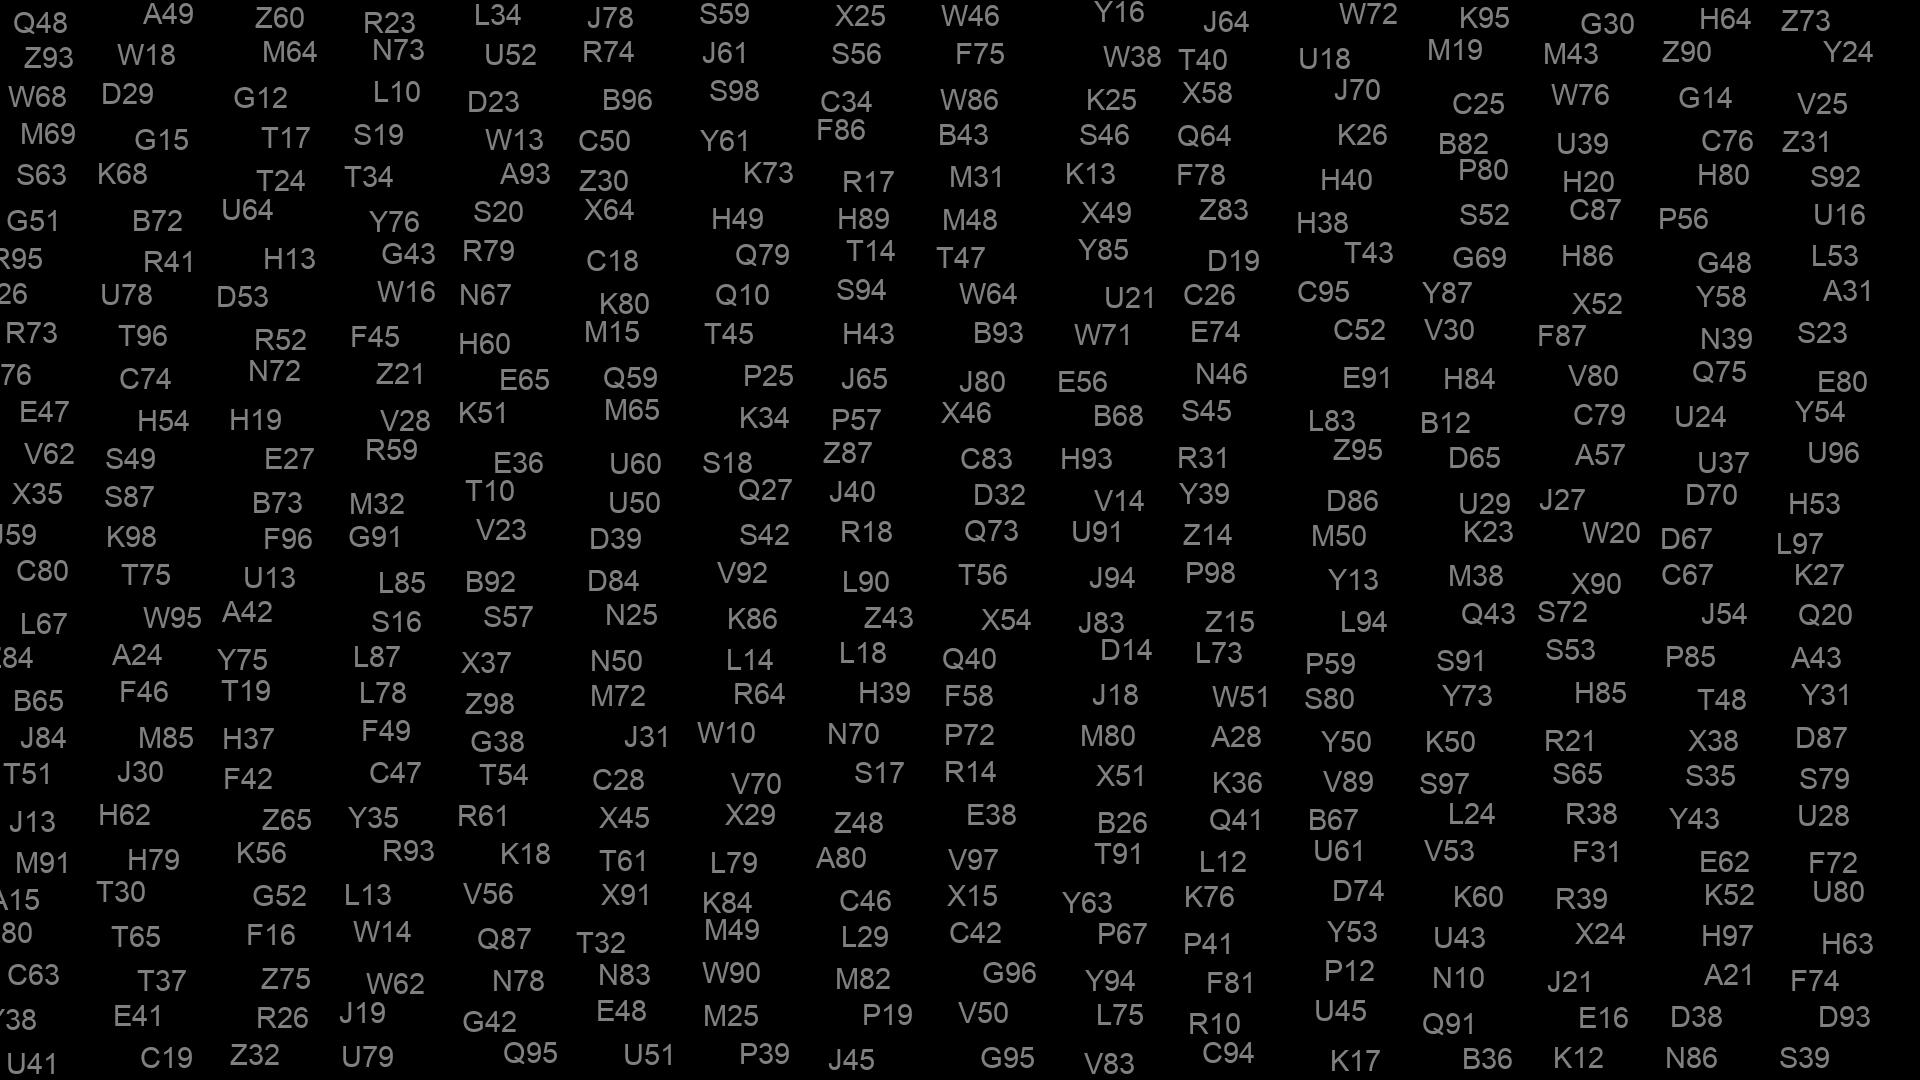 Q48 A49 Z60 R23 L34 J78 S59 X25 W46 Y16 J64 W72 K95 G30 H64 Z73
Z93 W18 M64 N73 U52 R74 J61 S56 F75 W38 T40 U18 M19 M43 Z90 Y24
W68 D29 G12 L10 D23 B96 S98 C34 W86 K25 X58 J70 C25 W76 G14 V25
M69 G15 T17 S19 W13 C50 Y61 F86 B43 S46 Q64 K26 B82 U39 C76 Z31
S63 K68 T24 T34 A93 Z30 K73 R17 M31 K13 F78 H40 P80 H20 H80 S92
G51 B72 U64 Y76 S20 X64 H49 H89 M48 X49 Z83 H38 S52 C87 P56 U16
R95 R41 H13 G43 R79 C18 Q79 T14 T47 Y85 D19 T43 G69 H86 G48 L53
26 U78 D53 W16 N67 K80 Q10 S94 W64 U21 C26 C95 Y87 X52 Y58 A31
R73 T96 R52 F45 H60 M15 T45 H43 B93 W71 E74 C52 V30 F87 N39 S23
76 C74 N72 Z21 E65 Q59 P25 J65 J80 E56 N46 E91 H84 V80 Q75 E80
E47 H54 H19 V28 K51 M65 K34 P57 X46 B68 S45 L83 B12 C79 U24 Y54
V62 S49 E27 R59 E36 U60 S18 Z87 C83 H93 R31 Z95 D65 A57 U37 U96
X35 S87 B73 M32 T10 U50 Q27 J40 D32 V14 Y39 D86 U29 J27 D70 H53
59 K98 F96 G91 V23 D39 S42 R18 Q73 U91 Z14 M50 K23 W20 D67 L97
C80 T75 U13 L85 B92 D84 V92 L90 T56 J94 P98 Y13 M38 X90 C67 K27
L67 W95 A42 S16 S57 N25 K86 Z43 X54 J83 Z15 L94 Q43 S72 J54 Q20
84 A24 Y75 L87 X37 N50 L14 L18 Q40 D14 L73 P59 S91 S53 P85 A43
B65 F46 T19 L78 Z98 M72 R64 H39 F58 J18 W51 S80 Y73 H85 T48 Y31
J84 M85 H37 F49 G38 J31 W10 N70 P72 M80 A28 Y50 K50 R21 X38 D87
T51 J30 F42 C47 T54 C28 V70 S17 R14 X51 K36 V89 S97 S65 S35 S79
J13 H62 Z65 Y35 R61 X45 X29 Z48 E38 B26 Q41 B67 L24 R38 Y43 U28
M91 H79 K56 R93 K18 T61 L79 A80 V97 T91 L12 U61 V53 F31 E62 F72
A15 T30 G52 L13 V56 X91 K84 C46 X15 Y63 K76 D74 K60 R39 K52 U80
80 T65 F16 W14 Q87 T32 M49 L29 C42 P67 P41 Y53 U43 X24 H97 H63
C63 T37 Z75 W62 N78 N83 W90 M82 G96 Y94 F81 P12 N10 J21 A21 F74
Y38 E41 R26 J19 G42 E48 M25 P19 V50 L75 R10 U45 Q91 E16 D38 D93
U41 C19 Z32 U79 Q95 U51 P39 J45 G95 V83 C94 K17 B36 K12 N86 S39